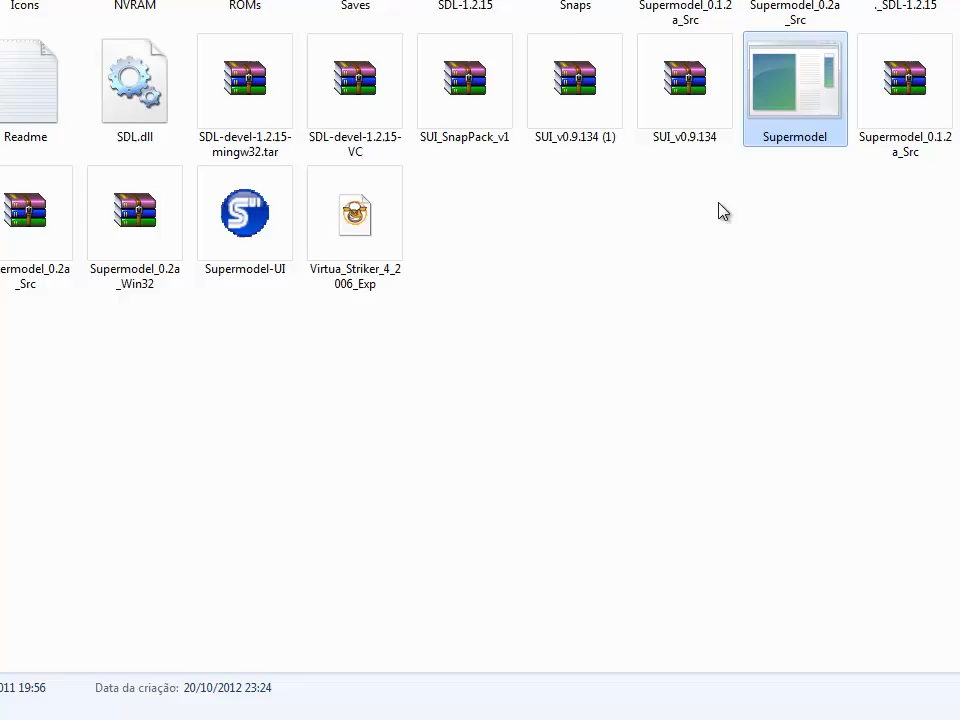 Icons
NVRAM
ROMs
Saves
SDL-1.2.15
Snaps
Supermodel_0.1.2
a_Src
Supermodel_0.2a
_Src
._SDL-1.2.15
Readme
SDL.dll
SDL-devel-1.2.15-
mingw32.tar
SDL-devel-1.2.15-
VC
SUI_SnapPack_v1
SUI_v0.9.134 (1)
SUI_v0.9.134
Supermodel
Supermodel_0.1.2
a_Src
ermodel_0.2a
_Src
Supermodel_0.2a
_Win32
Supermodel-UI
Virtua_Striker_4_2
006_Exp
011 19:56
Data da criação: 20/10/2012 23:24